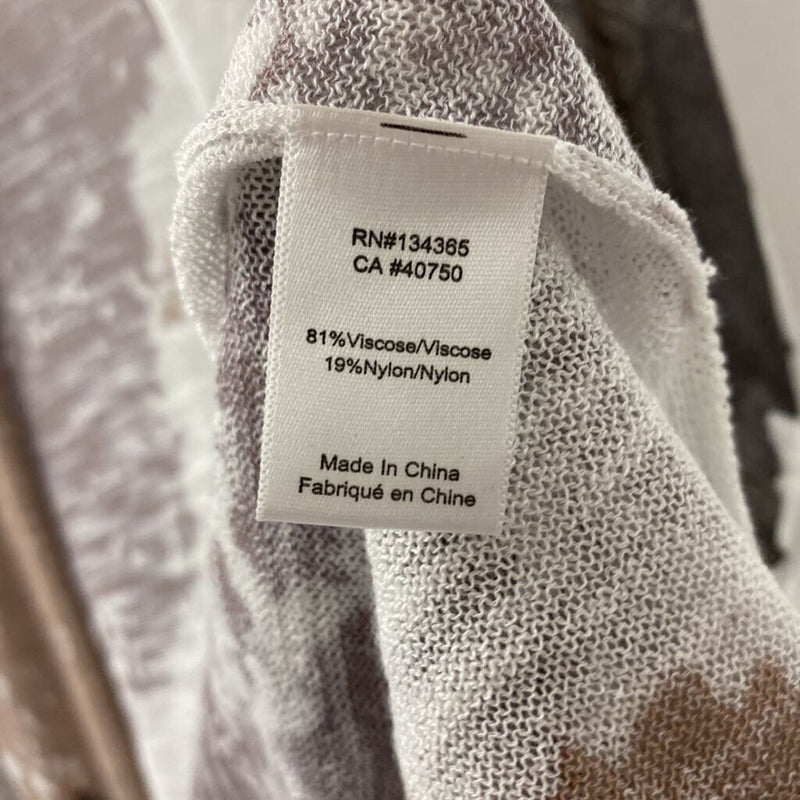 RN#134365
CA #40750
81%Viscose/Viscose
19%Nylon/Nylon
Made In China
Fabriqué en Chine